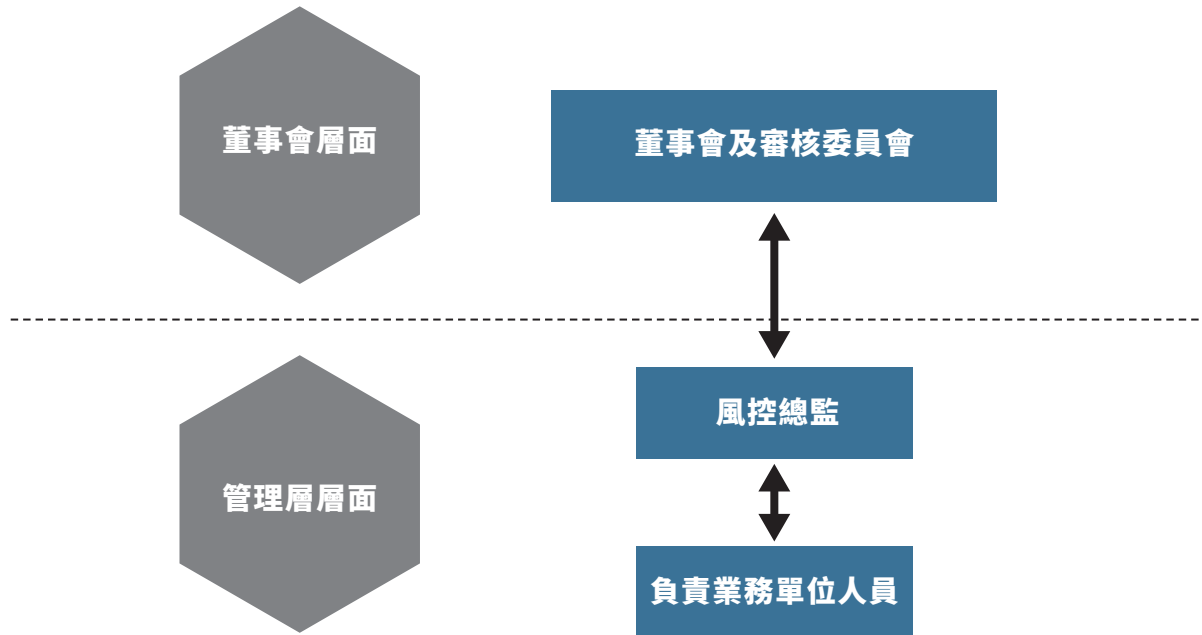 董事會層面
董事會及審核委員會
風控總監
管理層層面
負責業務單位人員